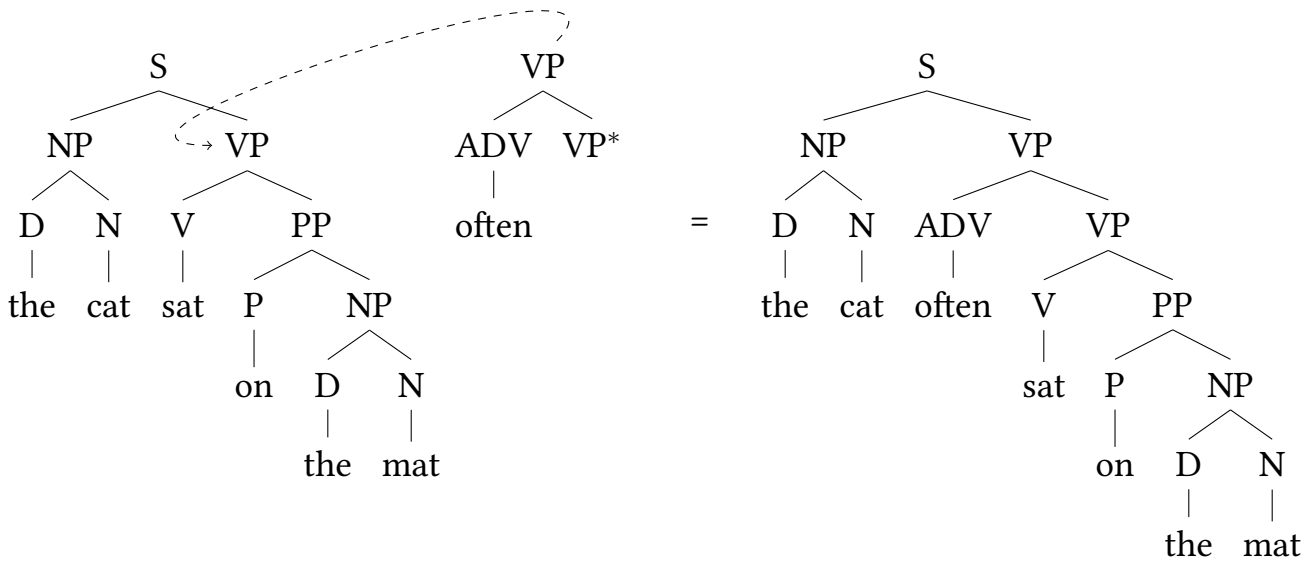 S VP S
NP VP ADV VP* NP VP
D N V PP often = D N ADV VP
the cat sat P NP the cat often V PP
on D N sat P NP
the mat on D N
the mat